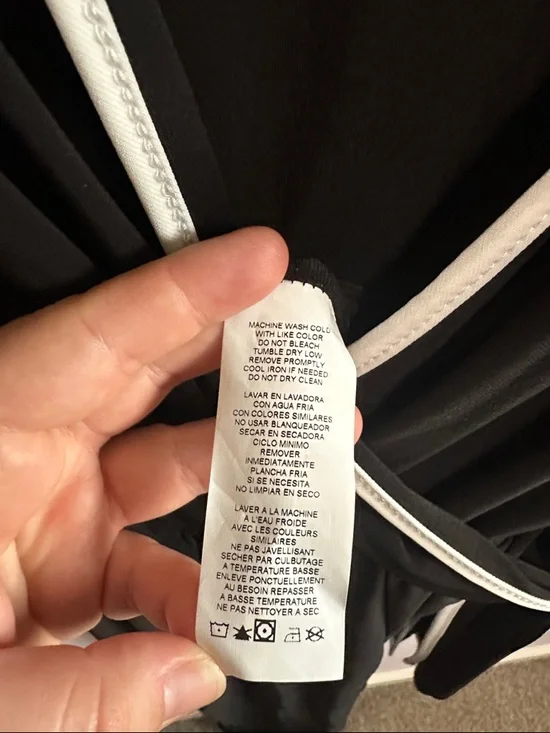 MACHINE WASH COLD
WITH LIKE COLOR
DO NOT BLEACH
TUMBLE DRY LOW
REMOVE PROMPTLY
COOL IRON IF NEEDED
DO NOT DRY CLEAN
LAVAR EN LAVADORA
CON AGUA FRIA
CON COLORES SIMILARES
NO USAR BLANQUEADOR
SECAR EN SECADORA
CICLO MINIMO
REMOVER
INMEDIATAMENTE
PLANCHA FRIA
SI SE NECESITA
NO LIMPIAR EN SECO
LAVER A LA MACHINE
A L'EAU FROIDE
AVEC LES COULEURS
SIMILAIRES
NE PAS JAVELLISANT
SECHER PAR CULBUTAGE
A TEMPERATURE BASSE
ENLEVE PONCTUELLEMENT
AU BESOIN REPASSER
A BASSE TEMPERATURE
NE PAS NETTOYER A SEC